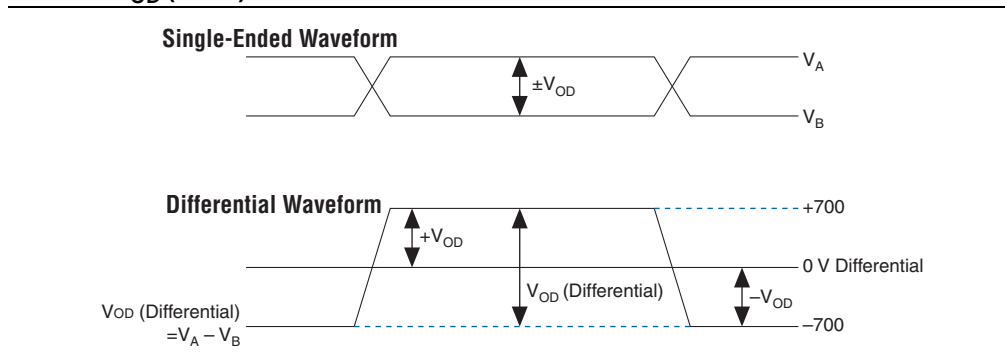 Single-Ended Waveform
V_A
±V_OD
V_B
Differential Waveform
+700
+V_OD
0 V Differential
V_OD (Differential)
–V_OD
VOD (Differential)
=V_A – V_B
–700